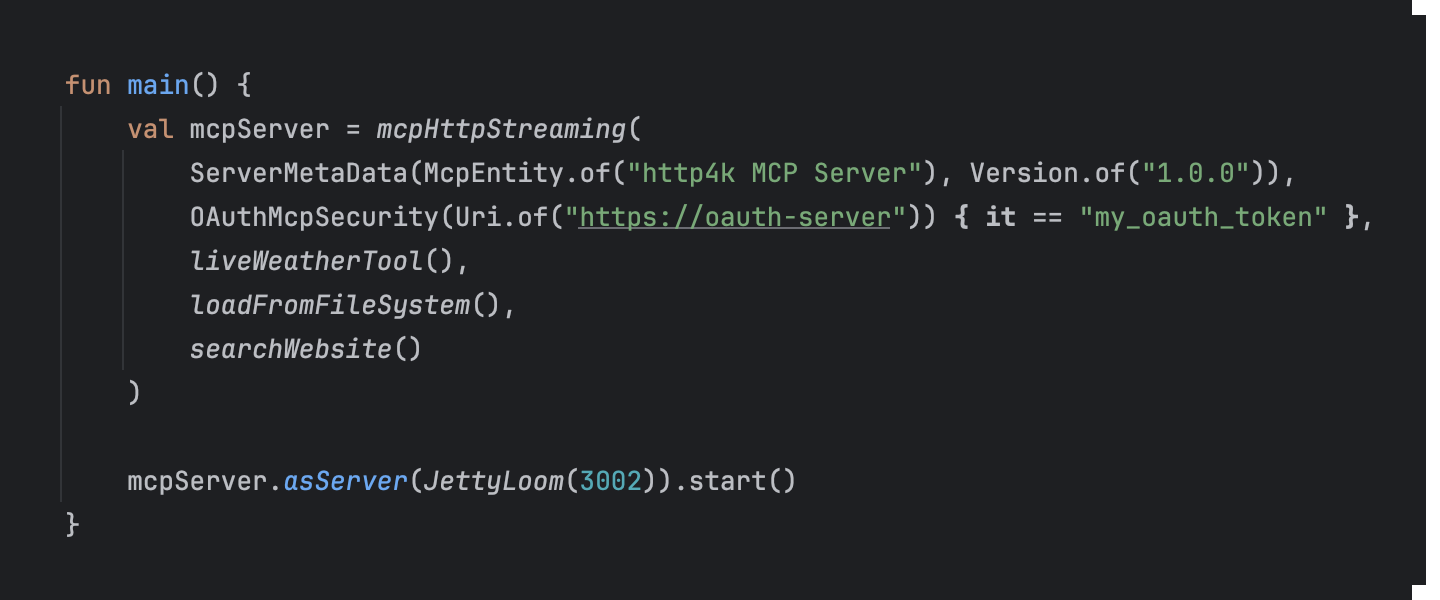 fun main() {
    val mcpServer = mcpHttpStreaming(
        ServerMetaData(McpEntity.of("http4k MCP Server"), Version.of("1.0.0")),
        OAuthMcpSecurity(Uri.of("https://oauth-server")) { it == "my_oauth_token" },
        liveWeatherTool(),
        loadFromFileSystem(),
        searchWebsite()
    )
    mcpServer.asServer(JettyLoom(3002)).start()
}